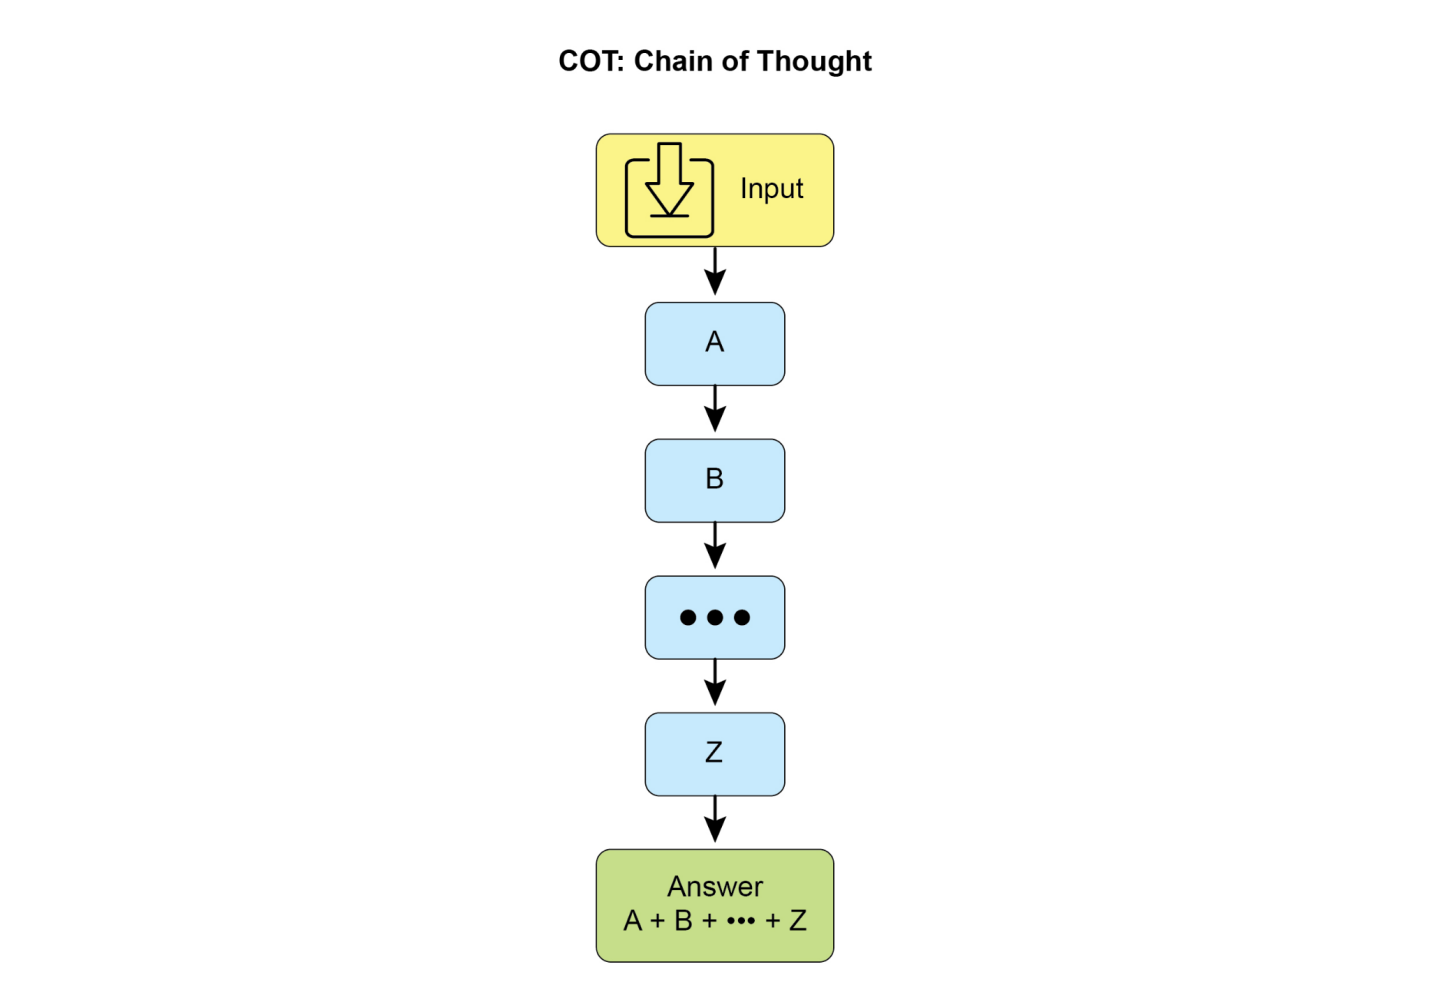 COT: Chain of Thought
Input
A
B
•••
Z
Answer
A + B + ••• + Z